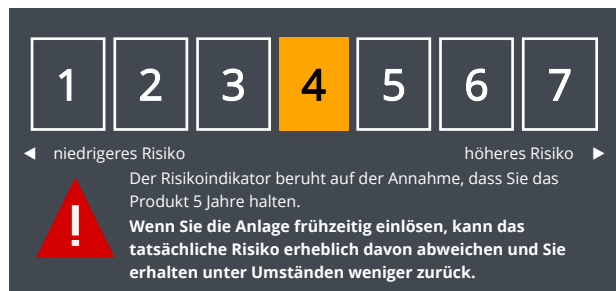 1 2 3 4 5 6 7
◄ niedrigeres Risiko höheres Risiko ►
Der Risikoindikator beruht auf der Annahme, dass Sie das
Produkt 5 Jahre halten.
Wenn Sie die Anlage frühzeitig einlösen, kann das
tatsächliche Risiko erheblich davon abweichen und Sie
erhalten unter Umständen weniger zurück.
!